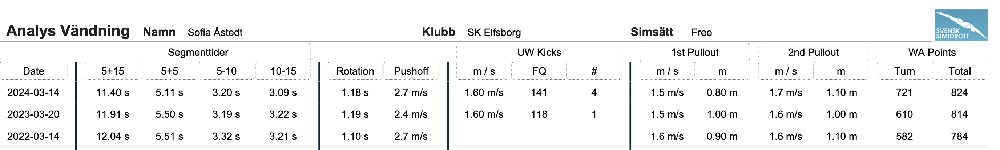 Analys Vändning Namn Sofia Åstedt Klubb SK Elfsborg Simsätt Free
SVENSK
SIMIDROTT
Segmenttider UW Kicks 1st Pullout 2nd Pullout WA Points
Date 5+15 5+5 5-10 10-15 Rotation Pushoff m / s FQ # m / s m m / s m Turn Total
2024-03-14 11.40 s 5.11 s 3.20 s 3.09 s 1.18 s 2.7 m/s 1.60 m/s 141 4 1.5 m/s 0.80 m 1.7 m/s 1.10 m 721 824
2023-03-20 11.91 s 5.50 s 3.19 s 3.22 s 1.19 s 2.4 m/s 1.60 m/s 118 1 1.5 m/s 1.00 m 1.6 m/s 1.00 m 610 814
2022-03-14 12.04 s 5.51 s 3.32 s 3.21 s 1.10 s 2.7 m/s 1.6 m/s 0.90 m 1.6 m/s 1.10 m 582 784